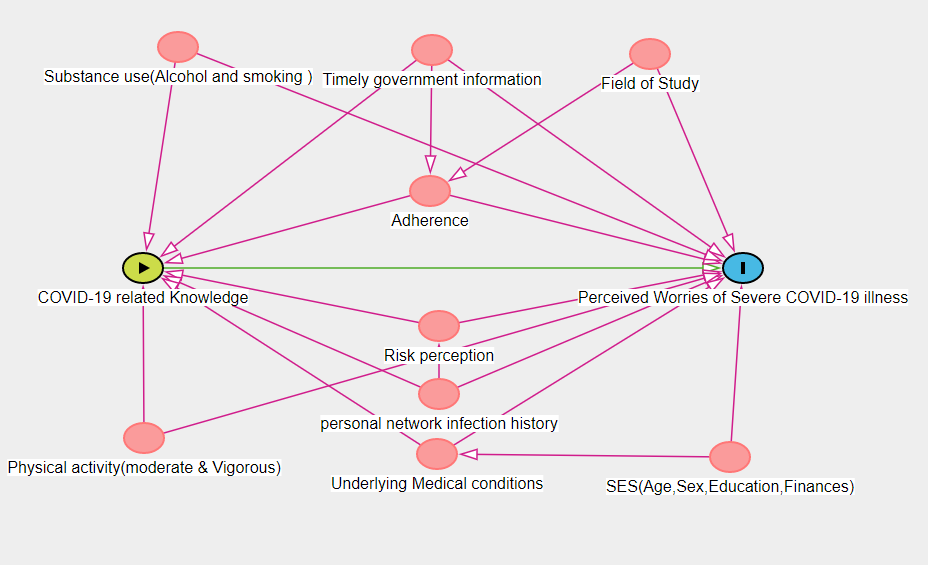 Substance use(Alcohol and smoking )
Timely government information
Field of Study
Adherence
COVID-19 related Knowledge
Perceived Worries of Severe COVID-19 illness
Risk perception
personal network infection history
Physical activity(moderate & Vigorous)
Underlying Medical conditions
SES(Age,Sex,Education,Finances)